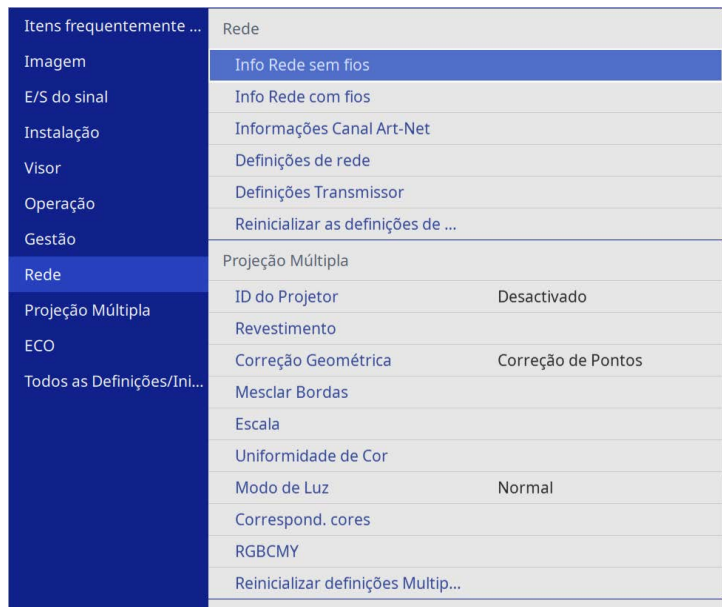 Itens frequentemente ...
Imagem
E/S do sinal
Instalação
Visor
Operação
Gestão
Rede
Projeção Múltipla
ECO
Todos as Definições/Ini...
Rede
Info Rede sem fios
Info Rede com fios
Informações Canal Art-Net
Definições de rede
Definições Transmissor
Reinicializar as definições de ...
Projeção Múltipla
ID do Projetor Desactivado
Revestimento
Correção Geométrica Correção de Pontos
Mesclar Bordas
Escala
Uniformidade de Cor
Modo de Luz Normal
Correspond. cores
RGBCMY
Reinicializar definições Multip...